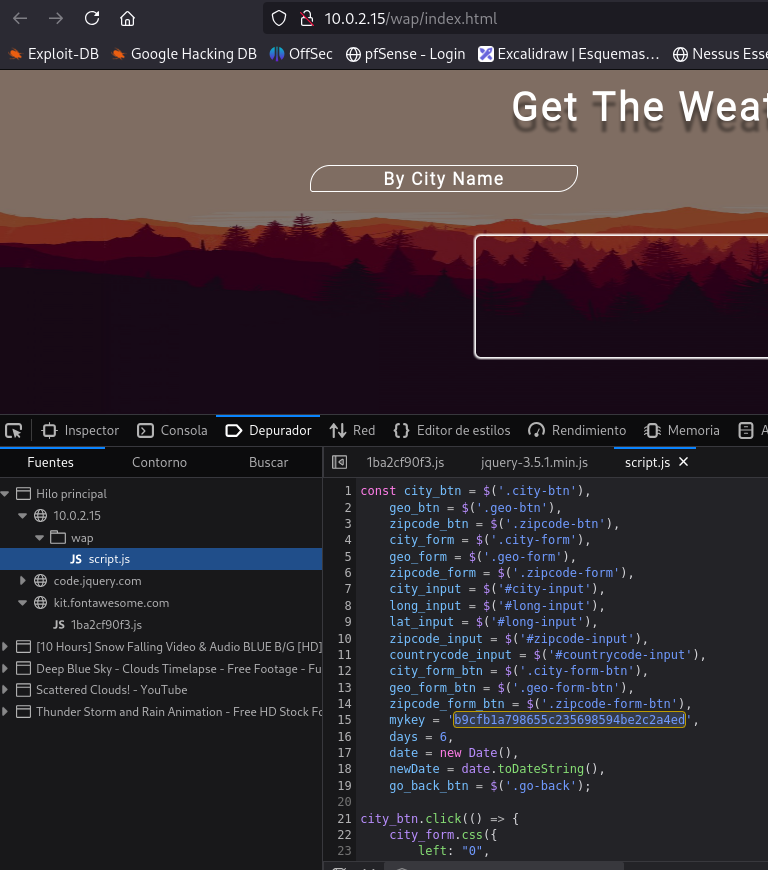 10.0.2.15/wap/index.html
Exploit-DB Google Hacking DB OffSec pfSense - Login Excalidraw | Esquemas… Nessus Esse
Get The Weat
By City Name
Inspector Consola Depurador Red Editor de estilos Rendimiento Memoria A
Fuentes Contorno Buscar
1ba2cf90f3.js jquery-3.5.1.min.js script.js
Hilo principal
10.0.2.15
wap
JS script.js
code.jquery.com
kit.fontawesome.com
JS 1ba2cf90f3.js
[10 Hours] Snow Falling Video & Audio BLUE B/G [HD]
Deep Blue Sky - Clouds Timelapse - Free Footage - Fu
Scattered Clouds! - YouTube
Thunder Storm and Rain Animation - Free HD Stock Fo
1 const city_btn = $('.city-btn'),
2 geo_btn = $('.geo-btn'),
3 zipcode_btn = $('.zipcode-btn'),
4 city_form = $('.city-form'),
5 geo_form = $('.geo-form'),
6 zipcode_form = $('.zipcode-form'),
7 city_input = $('#city-input'),
8 long_input = $('#long-input'),
9 lat_input = $('#long-input'),
10 zipcode_input = $('#zipcode-input'),
11 countrycode_input = $('#countrycode-input'),
12 city_form_btn = $('.city-form-btn'),
13 geo_form_btn = $('.geo-form-btn'),
14 zipcode_form_btn = $('.zipcode-form-btn'),
15 mykey = 'b9cfb1a798655c235698594be2c2a4ed',
16 days = 6,
17 date = new Date(),
18 newDate = date.toDateString(),
19 go_back_btn = $('.go-back');
20
21 city_btn.click(() => {
22 city_form.css({
23 left: "0",